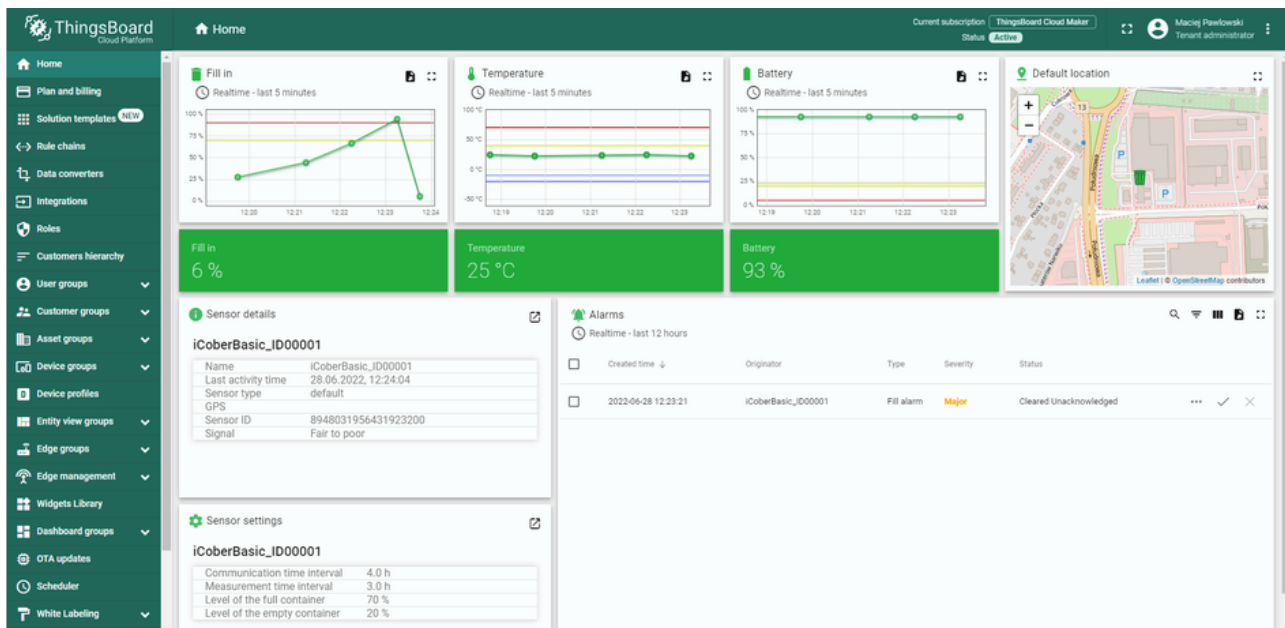 ThingsBoard
Cloud Platform
Home
Current subscription ThingsBoard Cloud Maker
Status Active
Maciej Pawlowski
Tenant administrator
Home
Plan and billing
Solution templates NEW
Rule chains
Data converters
Integrations
Roles
Customers hierarchy
User groups
Customer groups
Asset groups
Device groups
Device profiles
Entity view groups
Edge groups
Edge management
Widgets Library
Dashboard groups
OTA updates
Scheduler
White Labeling
Fill in
Realtime - last 5 minutes
100 %
75 %
50 %
25 %
0 %
12:20 12:21 12:22 12:23 12:24
Temperature
Realtime - last 5 minutes
100 °C
50 °C
0 °C
-50 °C
12:19 12:20 12:21 12:22 12:23
Battery
Realtime - last 5 minutes
100 %
75 %
50 %
25 %
0 %
12:19 12:20 12:21 12:22 12:23
Default location
+
−
13
P
P
Południowa
Południowa
Płocka
Leaflet | © OpenStreetMap contributors
Fill in
6 %
Temperature
25 °C
Battery
93 %
Sensor details
iCoberBasic_ID00001
Name iCoberBasic_ID00001
Last activity time 28.06.2022, 12:24:04
Sensor type default
GPS
Sensor ID 8948031956431923200
Signal Fair to poor
Alarms
Realtime - last 12 hours
Created time Originator Type Severity Status
2022-06-28 12:23:21 iCoberBasic_ID00001 Fill alarm Major Cleared Unacknowledged
Sensor settings
iCoberBasic_ID00001
Communication time interval 4.0 h
Measurement time interval 3.0 h
Level of the full container 70 %
Level of the empty container 20 %